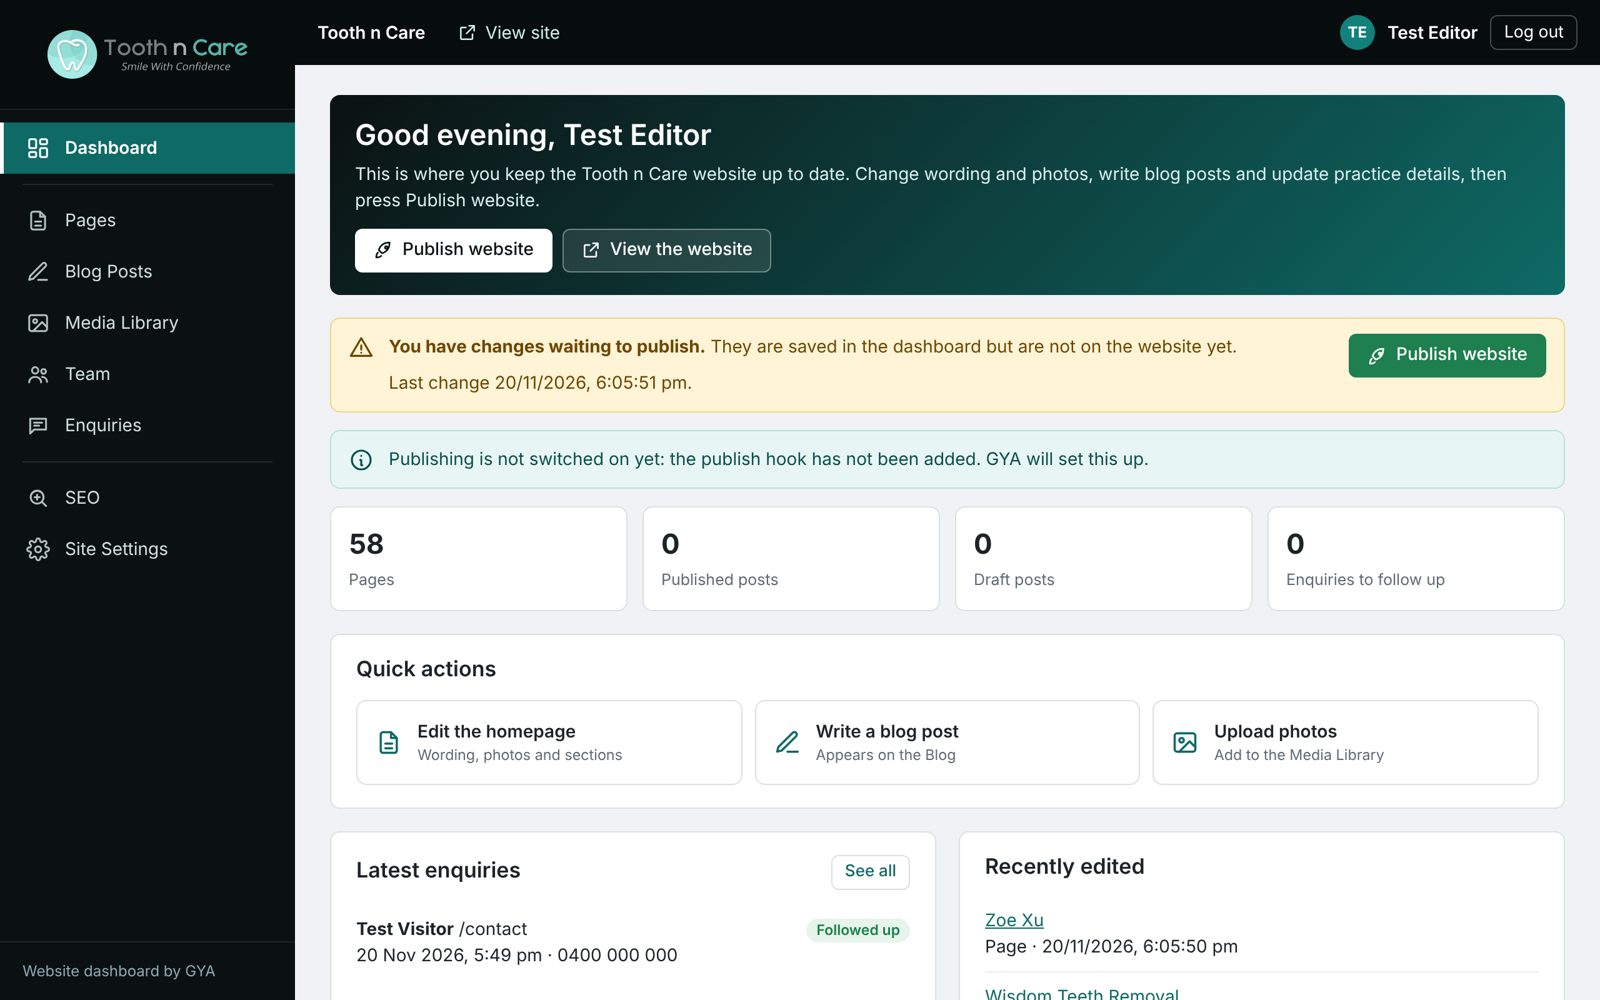 Tooth n Care
Smile With Confidence
Tooth n Care
View site
TE
Test Editor
Log out
Dashboard
Pages
Blog Posts
Media Library
Team
Enquiries
SEO
Site Settings
Website dashboard by GYA
Good evening, Test Editor
This is where you keep the Tooth n Care website up to date. Change wording and photos, write blog posts and update practice details, then
press Publish website.
Publish website
View the website
You have changes waiting to publish. They are saved in the dashboard but are not on the website yet.
Last change 20/11/2026, 6:05:51 pm.
Publish website
Publishing is not switched on yet: the publish hook has not been added. GYA will set this up.
58
Pages
0
Published posts
0
Draft posts
0
Enquiries to follow up
Quick actions
Edit the homepage
Wording, photos and sections
Write a blog post
Appears on the Blog
Upload photos
Add to the Media Library
Latest enquiries
See all
Test Visitor /contact
Followed up
20 Nov 2026, 5:49 pm · 0400 000 000
Recently edited
Zoe Xu
Page · 20/11/2026, 6:05:50 pm
Wisdom Teeth Removal